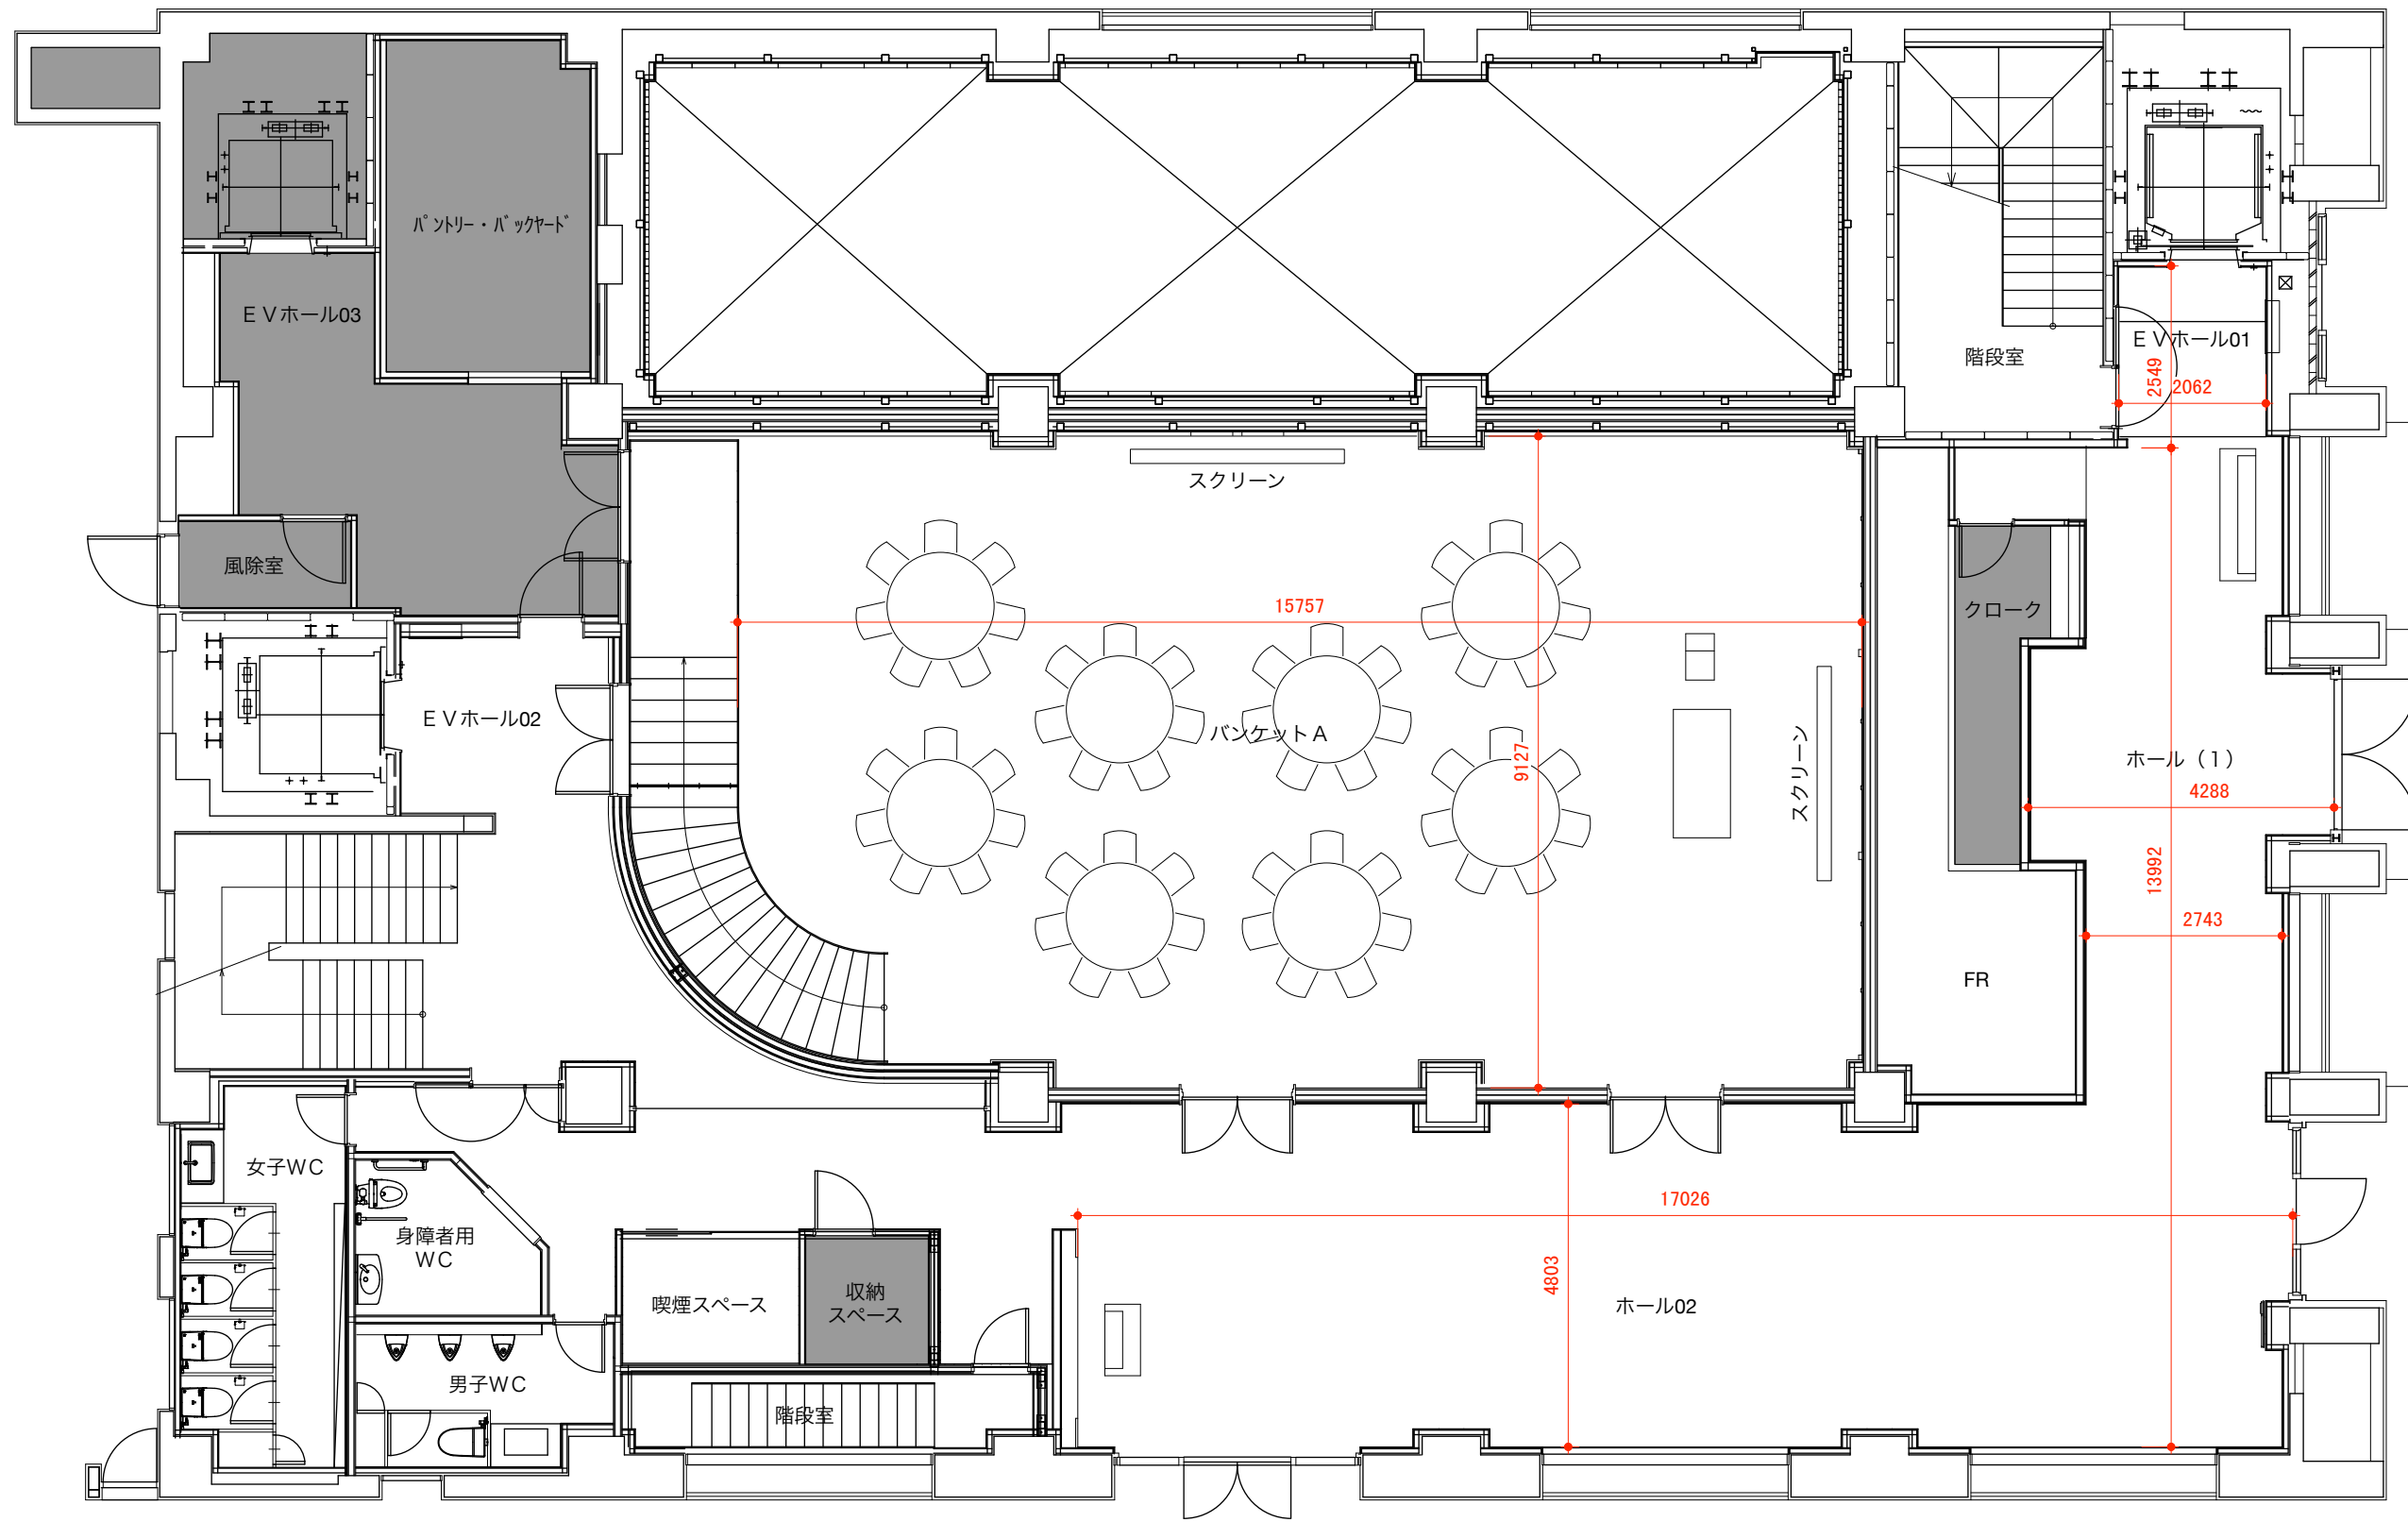 パントリー・バックヤード
ＥＶホール03
ＥＶホール01
階段室
2549
2062
スクリーン
風除室
クローク
15757
ＥＶホール02
バンケットＡ
9127
スクリーン
ホール（１）
4288
13992
2743
FR
女子ＷＣ
身障者用
ＷＣ
17026
4803
喫煙スペース
収納
スペース
ホール02
男子ＷＣ
階段室